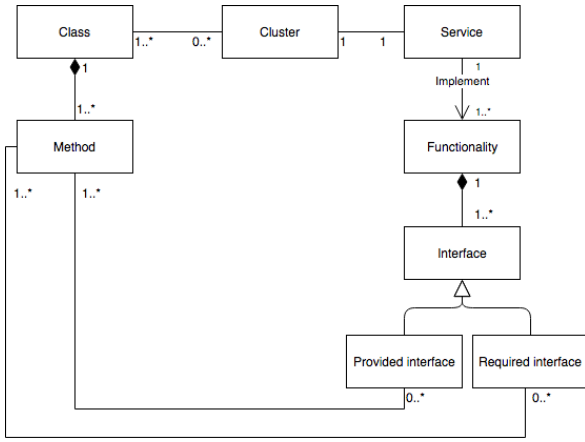 Class
Cluster
Service
1..*
0..*
1
1
1
1
Implement
1..*
1..*
Method
Functionality
1..*
1..*
1
1..*
Interface
Provided interface
Required interface
0..*
0..*